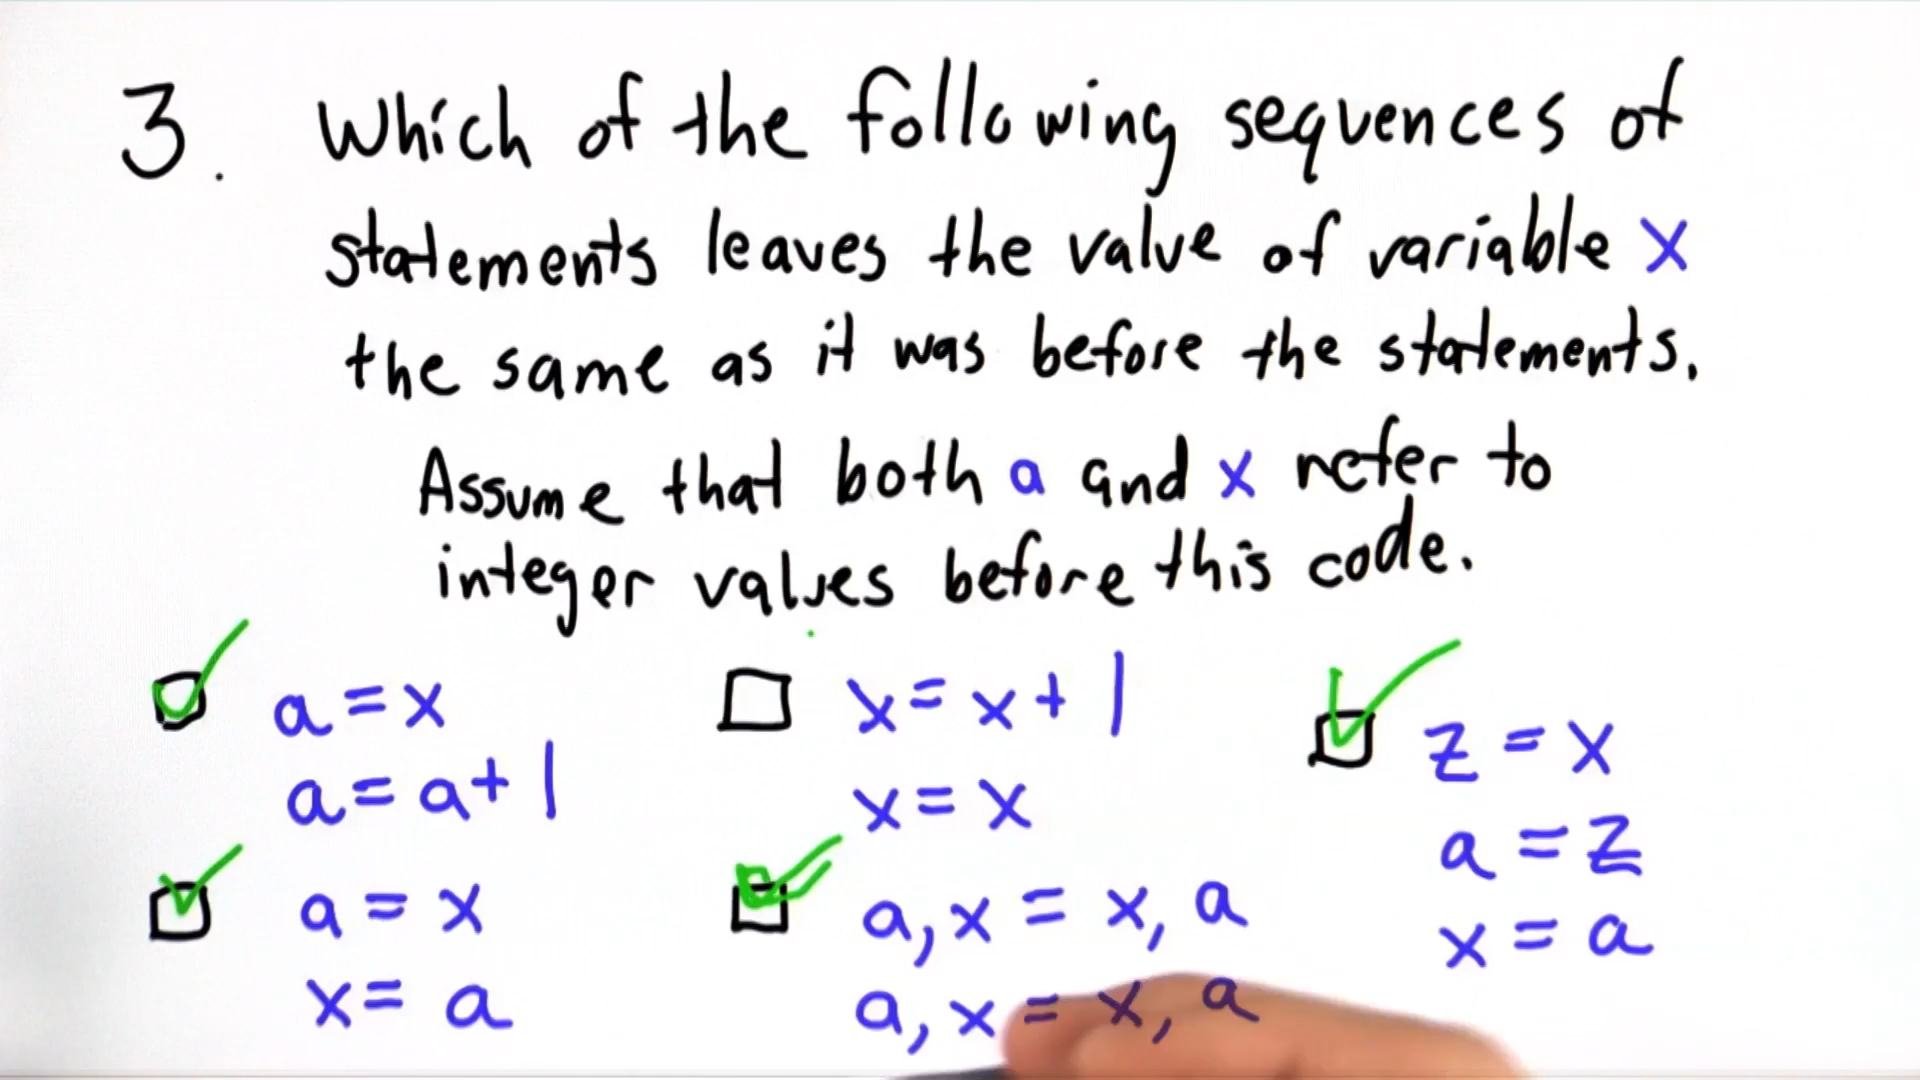 3. Which of the following sequences of
statements leaves the value of variable x
the same as it was before the statements.
Assume that both a and x refer to
integer values before this code.
a = x
a = a + 1
a = x
x = a
x = x + 1
x = x
a, x = x, a
a, x = x, a
z = x
a = z
x = a